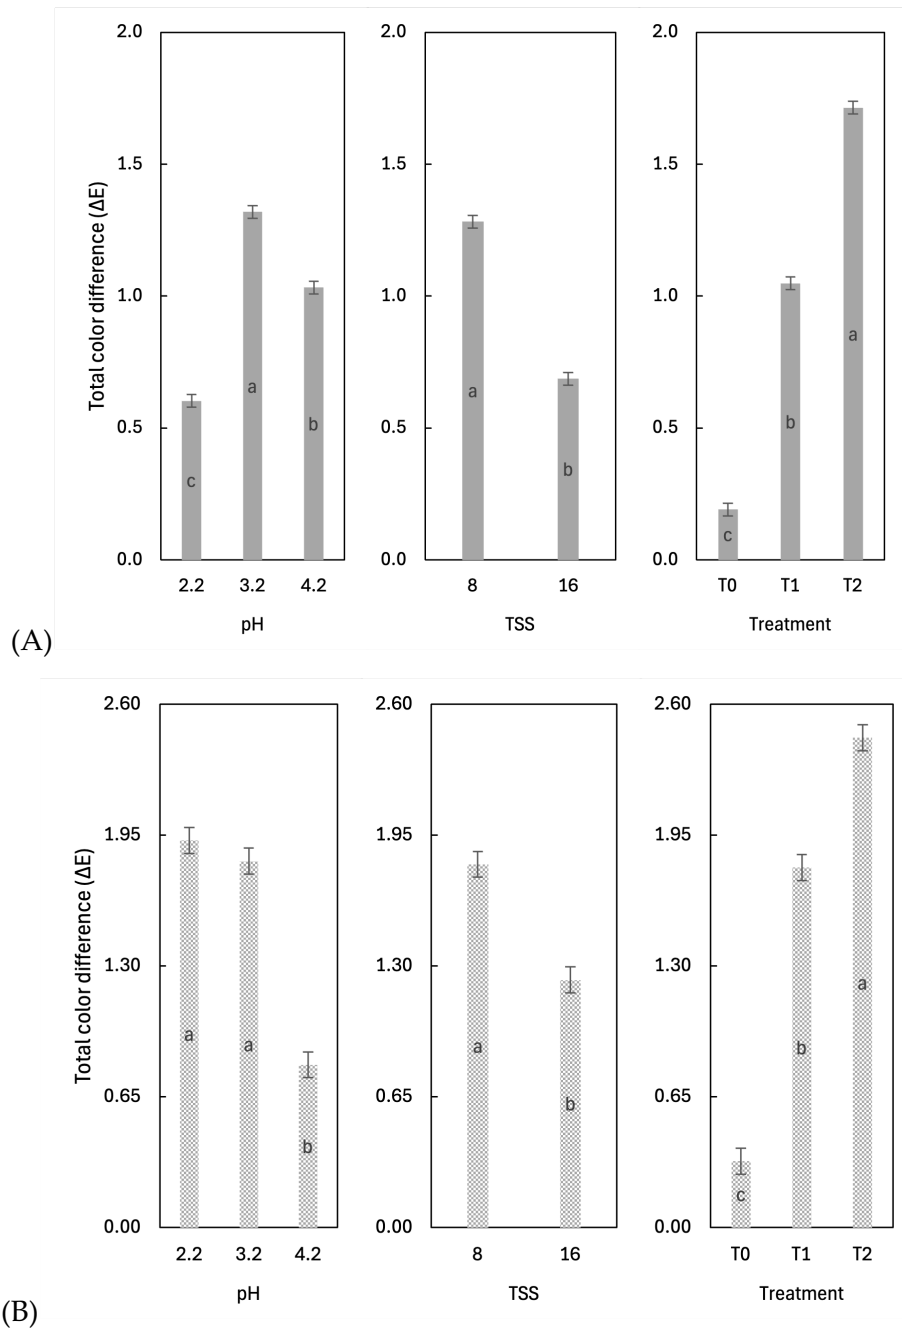 2.0 2.0 2.0
1.5 1.5 1.5
1.0 1.0 1.0
0.5 0.5 0.5
0.0 0.0 0.0
Total color difference (ΔE)
c a b
a b
c b a
2.2 3.2 4.2 8 16 T0 T1 T2
pH TSS Treatment
(A)
2.60 2.60 2.60
1.95 1.95 1.95
1.30 1.30 1.30
0.65 0.65 0.65
0.00 0.00 0.00
Total color difference (ΔE)
a a b
a b
c b a
2.2 3.2 4.2 8 16 T0 T1 T2
pH TSS Treatment
(B)